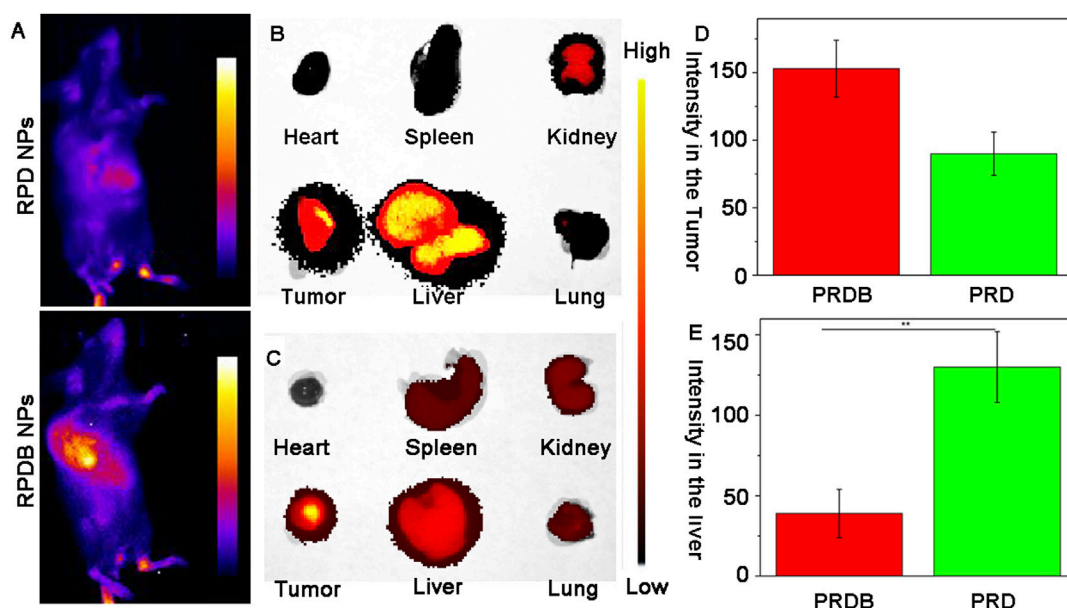 A
RPD NPs
RPDB NPs
B
Heart
Spleen
Kidney
Tumor
Liver
Lung
C
Heart
Spleen
Kidney
Tumor
Liver
Lung
High
Low
D
Intensity in the Tumor
150
100
50
0
PRDB
PRD
E
Intensity in the liver
**
150
100
50
0
PRDB
PRD